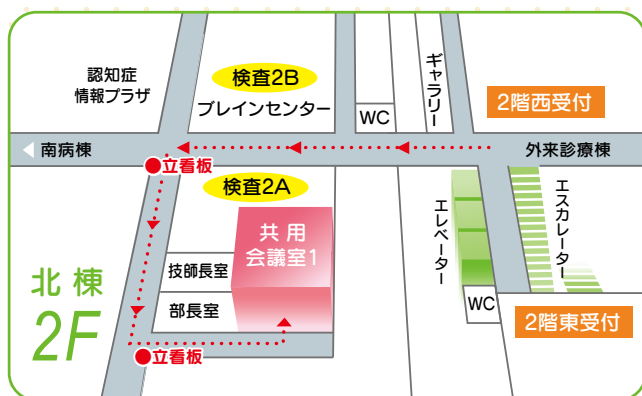 認知症
情報プラザ
検査2B
ブレインセンター
WC
ギャラリー
2階西受付
南病棟
外来診療棟
立看板
検査2A
共用
会議室1
技師長室
部長室
エレベーター
エスカレーター
WC
2階東受付
北棟
2F
立看板